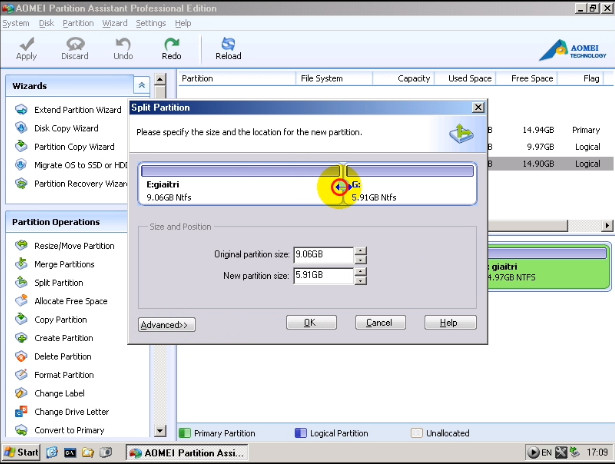 AOMEI Partition Assistant Professional Edition
System Disk Partition Wizard Settings Help
Apply Discard Undo Redo Reload
AOMEI
TECHNOLOGY
Wizards
Extend Partition Wizard
Disk Copy Wizard
Partition Copy Wizard
Migrate OS to SSD or HDD
Partition Recovery Wizard
Partition Operations
Resize/Move Partition
Merge Partitions
Split Partition
Allocate Free Space
Copy Partition
Create Partition
Delete Partition
Format Partition
Change Label
Change Drive Letter
Convert to Primary
Partition File System Capacity Used Space Free Space Flag
B 14.94GB Primary
B 9.97GB Logical
B 14.90GB Logical
Split Partition
Please specify the size and the location for the new partition.
E:giaitri G:
9.06GB Ntfs 5.91GB Ntfs
Size and Position
Original partition size: 9.06GB
New partition size: 5.91GB
Advanced>> OK Cancel Help
: giaitri
4.97GB NTFS
Primary Partition Logical Partition Unallocated
Start AOMEI Partition Assi... EN 17:09